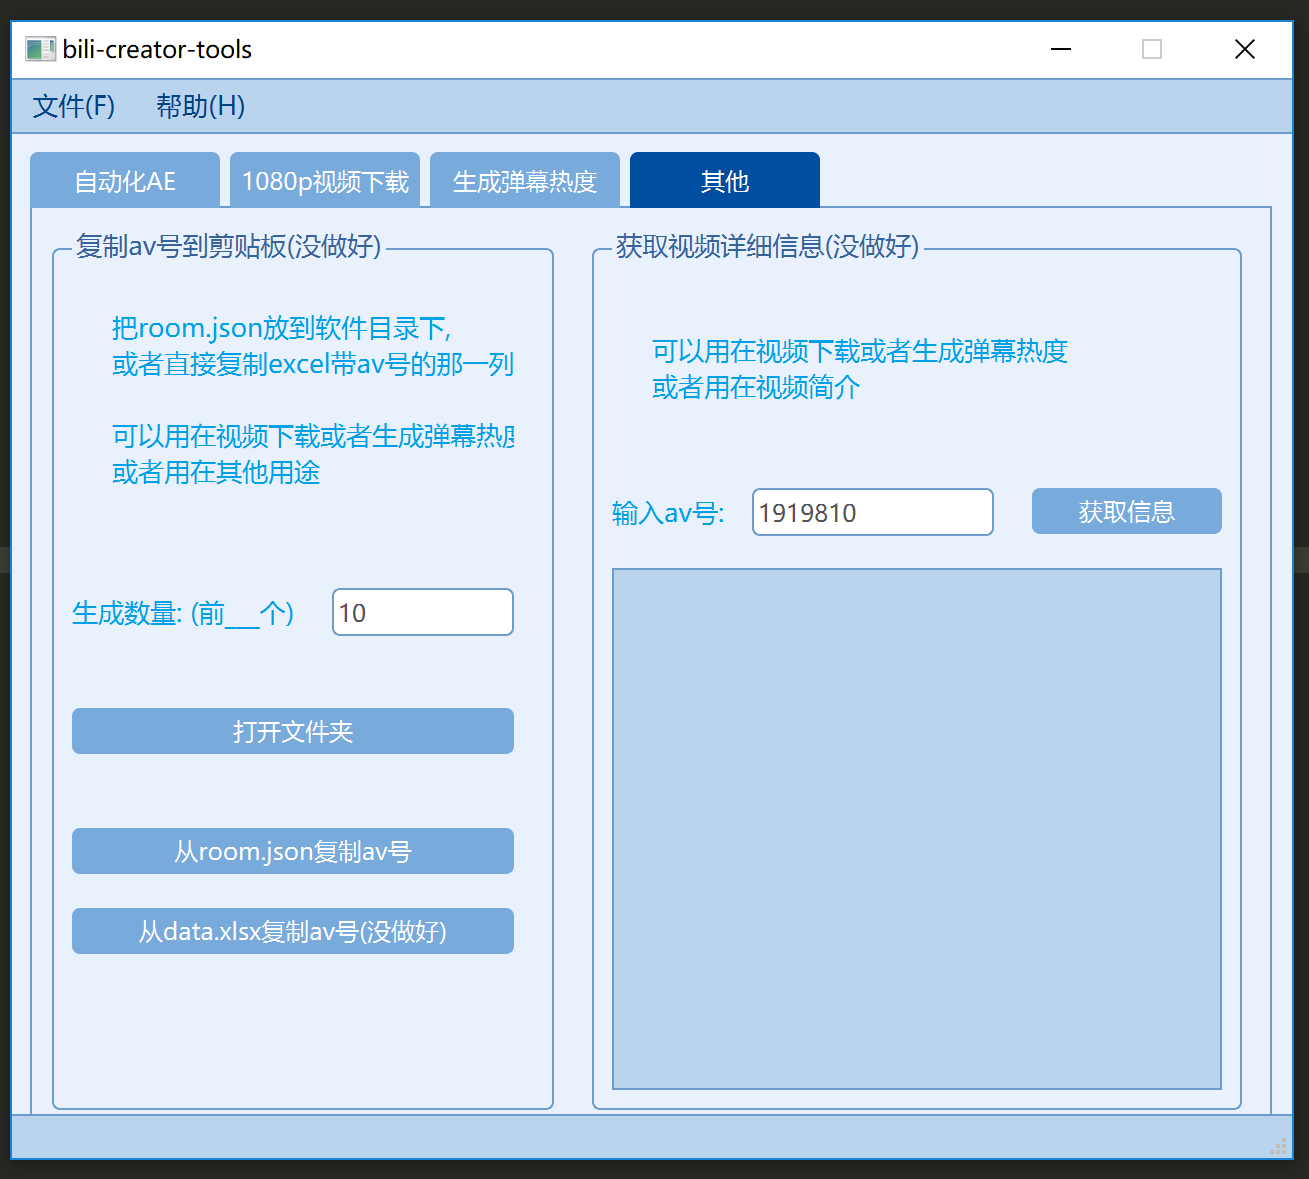 bili-creator-tools
文件(F) 帮助(H)
自动化AE 1080p视频下载 生成弹幕热度 其他
复制av号到剪贴板(没做好)
把room.json放到软件目录下,
或者直接复制excel带av号的那一列
可以用在视频下载或者生成弹幕热度
或者用在其他用途
生成数量: (前___个) 10
打开文件夹
从room.json复制av号
从data.xlsx复制av号(没做好)
获取视频详细信息(没做好)
可以用在视频下载或者生成弹幕热度
或者用在视频简介
输入av号: 1919810 获取信息